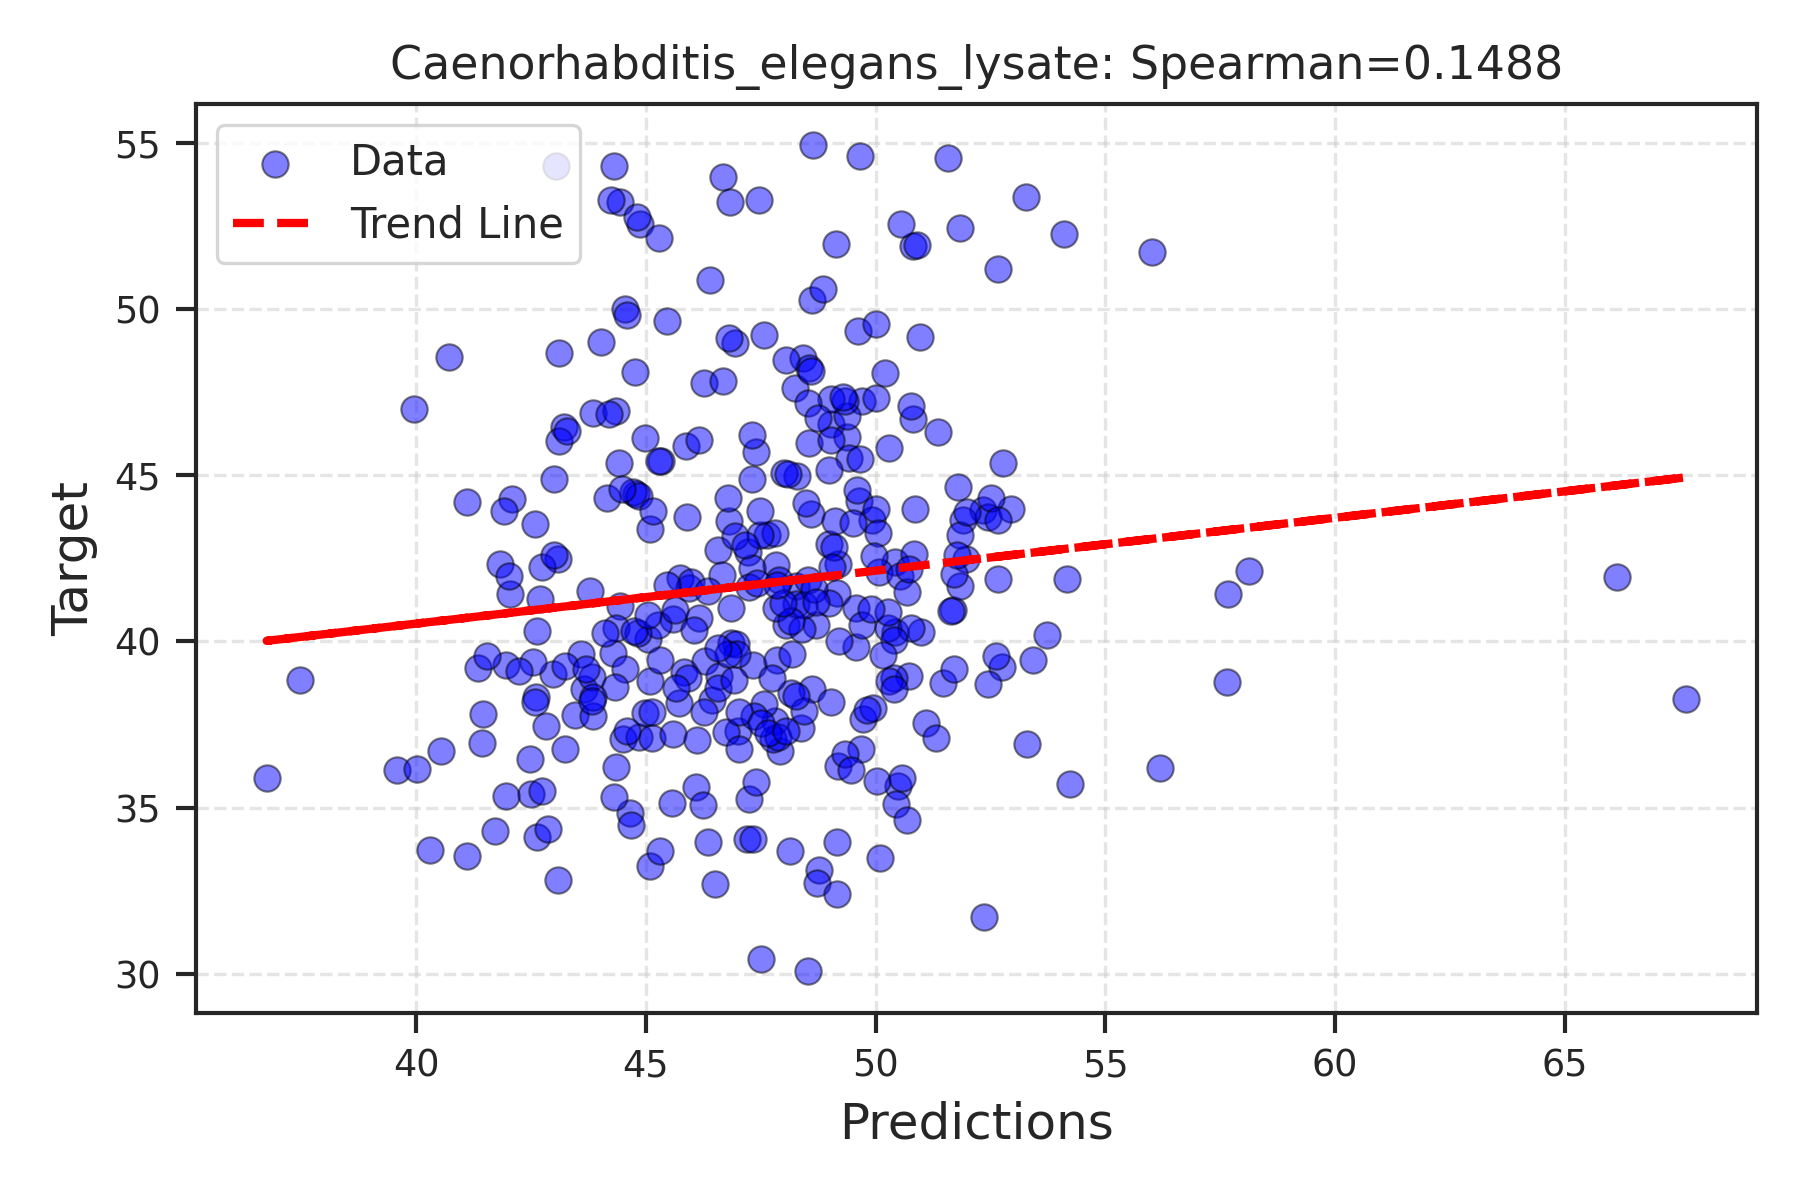 Caenorhabditis_elegans_lysate: Spearman=0.1488
Data
Trend Line
55
50
45
40
35
30
Target
40
45
50
55
60
65
Predictions